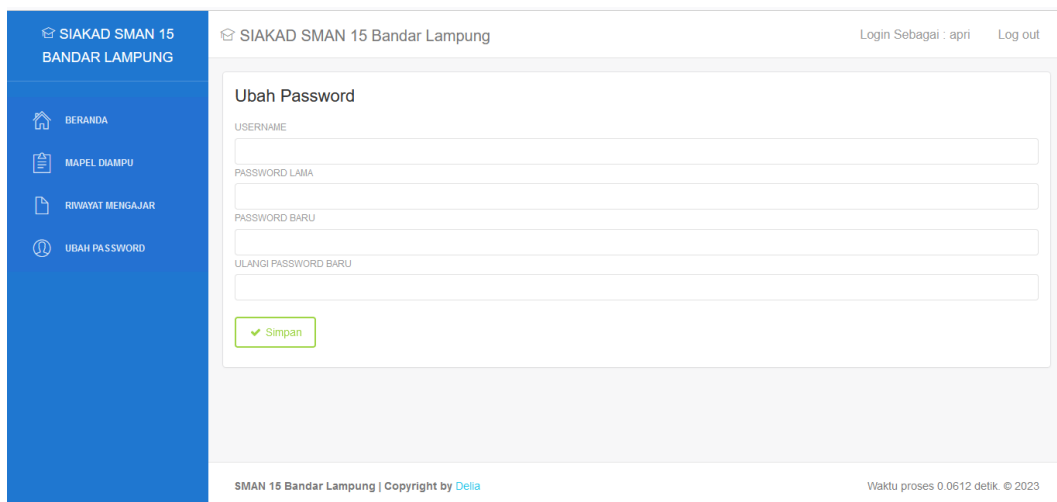 SIAKAD SMAN 15
BANDAR LAMPUNG
BERANDA
MAPEL DIAMPU
RIWAYAT MENGAJAR
UBAH PASSWORD
SIAKAD SMAN 15 Bandar Lampung
Login Sebagai : apri Log out
Ubah Password
USERNAME
PASSWORD LAMA
PASSWORD BARU
ULANGI PASSWORD BARU
Simpan
SMAN 15 Bandar Lampung | Copyright by Delia
Waktu proses 0.0612 detik. © 2023